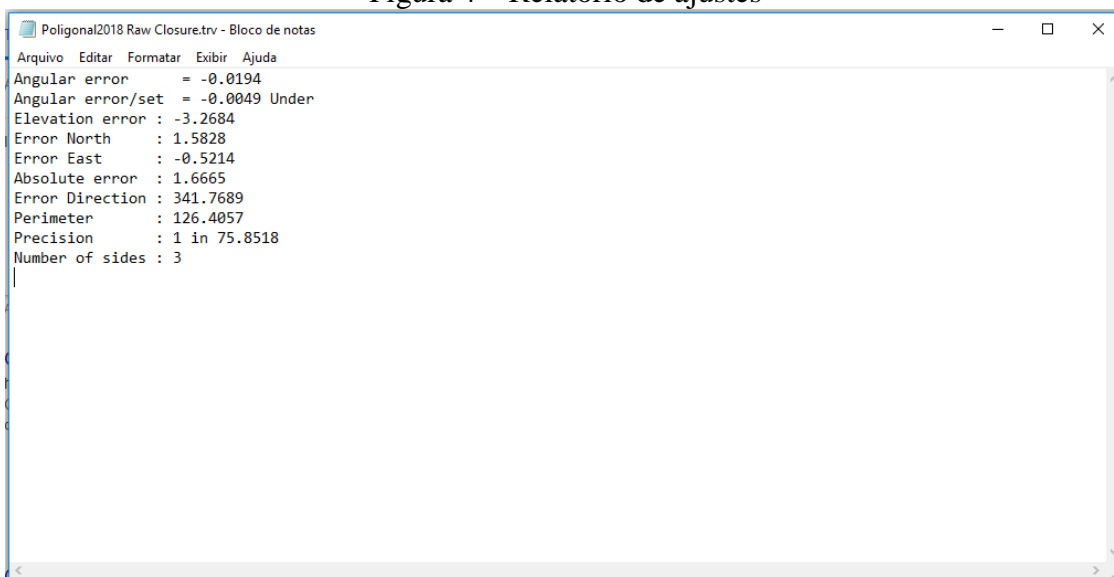 Figura 4 – Relatório de ajustes
Poligonal2018 Raw Closure.trv - Bloco de notas
Arquivo Editar Formatar Exibir Ajuda
Angular error = -0.0194
Angular error/set = -0.0049 Under
Elevation error : -3.2684
Error North : 1.5828
Error East : -0.5214
Absolute error : 1.6665
Error Direction : 341.7689
Perimeter : 126.4057
Precision : 1 in 75.8518
Number of sides : 3